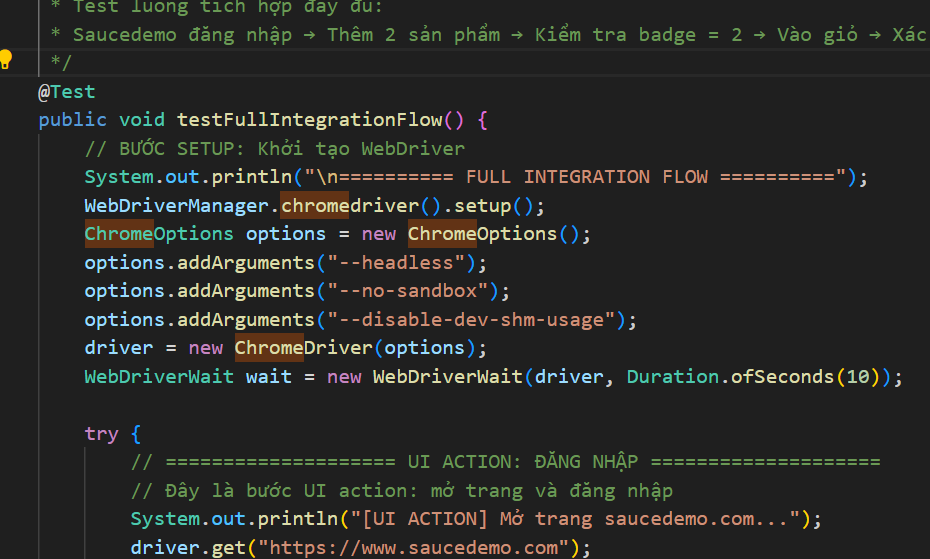 * Test luồng tích hợp đầy đủ:
* Saucedemo đăng nhập → Thêm 2 sản phẩm → Kiểm tra badge = 2 → Vào giỏ → Xác
*/
@Test
public void testFullIntegrationFlow() {
// BƯỚC SETUP: Khởi tạo WebDriver
System.out.println("\n========== FULL INTEGRATION FLOW ==========");
WebDriverManager.chromedriver().setup();
ChromeOptions options = new ChromeOptions();
options.addArguments("--headless");
options.addArguments("--no-sandbox");
options.addArguments("--disable-dev-shm-usage");
driver = new ChromeDriver(options);
WebDriverWait wait = new WebDriverWait(driver, Duration.ofSeconds(10));
try {
// ==================== UI ACTION: ĐĂNG NHẬP ====================
// Đây là bước UI action: mở trang và đăng nhập
System.out.println("[UI ACTION] Mở trang saucedemo.com...");
driver.get("https://www.saucedemo.com");